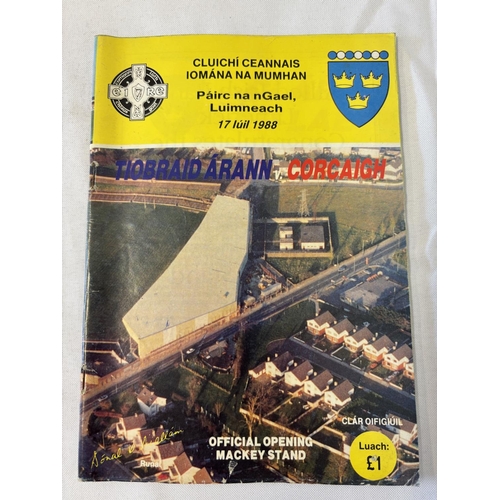 CLUICHÍ CEANNAIS
IOMÁNA NA MUMHAN
Páirc na nGael,
Luimneach
17 Iúil 1988
EIRE
TIOBRAID ÁRANN v CORCAIGH
CLÁR OIFIGIÚIL
OFFICIAL OPENING
MACKEY STAND
Luach:
£1